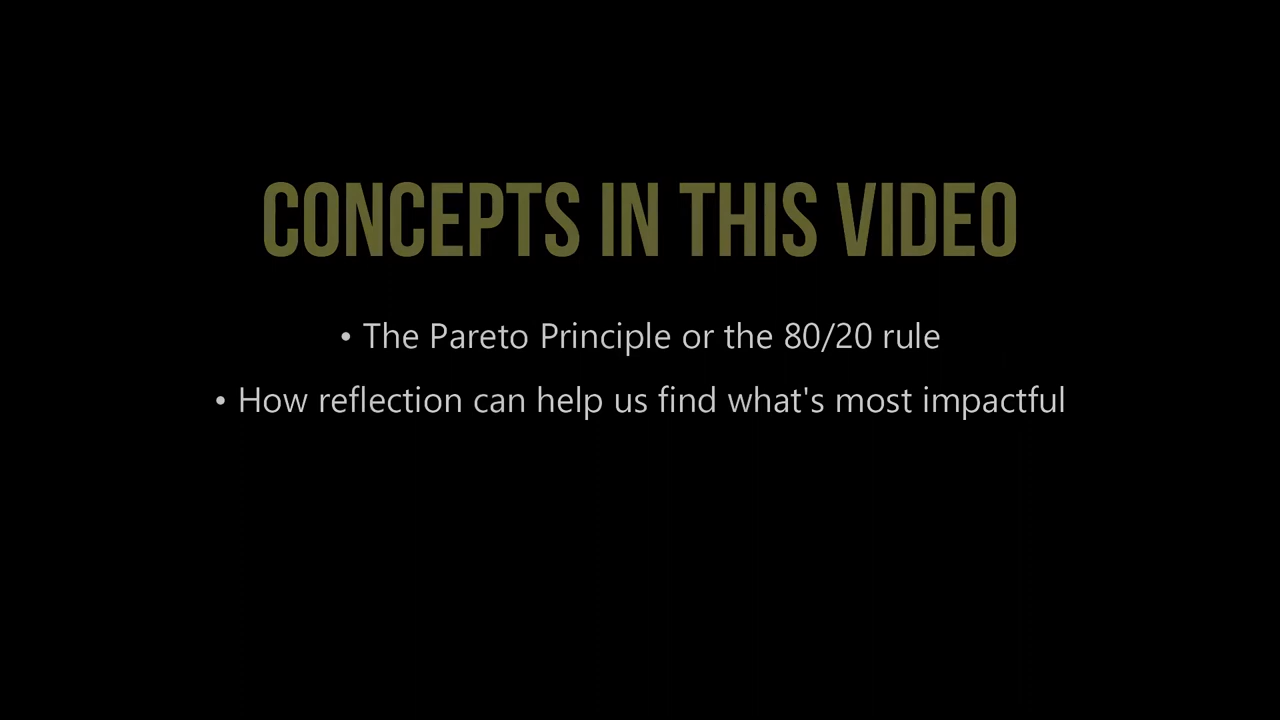 CONCEPTS IN THIS VIDEO
• The Pareto Principle or the 80/20 rule
• How reflection can help us find what's most impactful